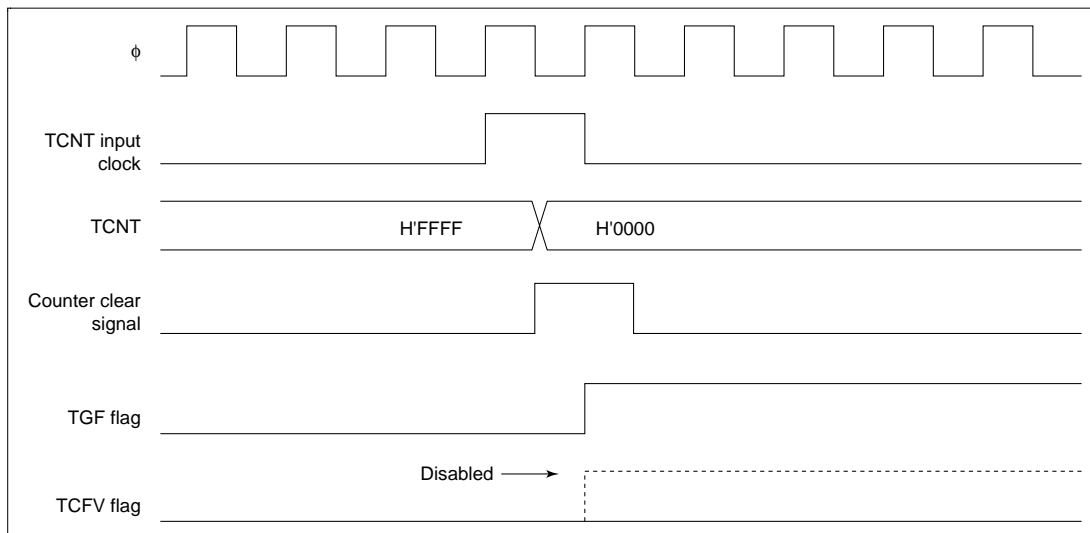 ϕ
TCNT input
clock
TCNT
H'FFFF
H'0000
Counter clear
signal
TGF flag
Disabled
TCFV flag